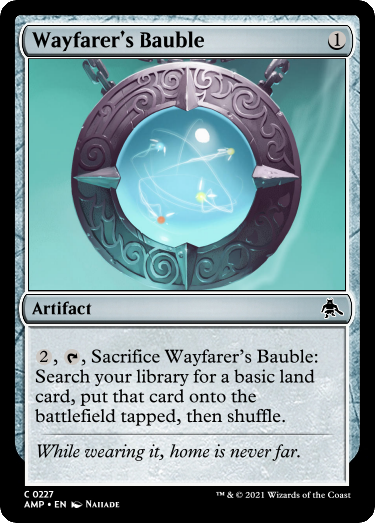 Wayfarer's Bauble 1
Artifact
2, , Sacrifice Wayfarer's Bauble:
Search your library for a basic land
card, put that card onto the
battlefield tapped, then shuffle.
While wearing it, home is never far.
C 0227
AMP • EN Naiiade
™ & © 2021 Wizards of the Coast